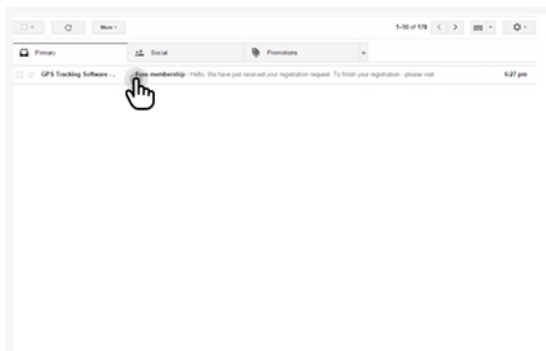 More 1-50 of 178
Primary Social Promotions +
GPS Tracking Software - ... Free membership - Hello, We have just received your registration request. To finish your registration - please visit 6:27 pm